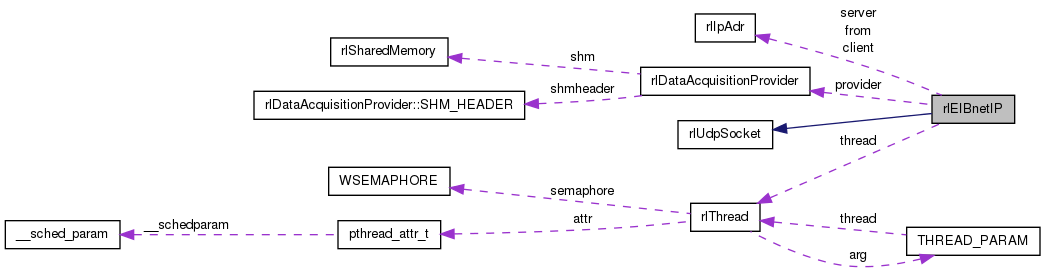 server
from
client
rlIpAdr
rlSharedMemory
shm
rlDataAcquisitionProvider
provider
rlDataAcquisitionProvider::SHM_HEADER
shmheader
rlEIBnetIP
rlUdpSocket
thread
WSEMAPHORE
semaphore
rlThread
__sched_param
__schedparam
pthread_attr_t
attr
thread
THREAD_PARAM
arg